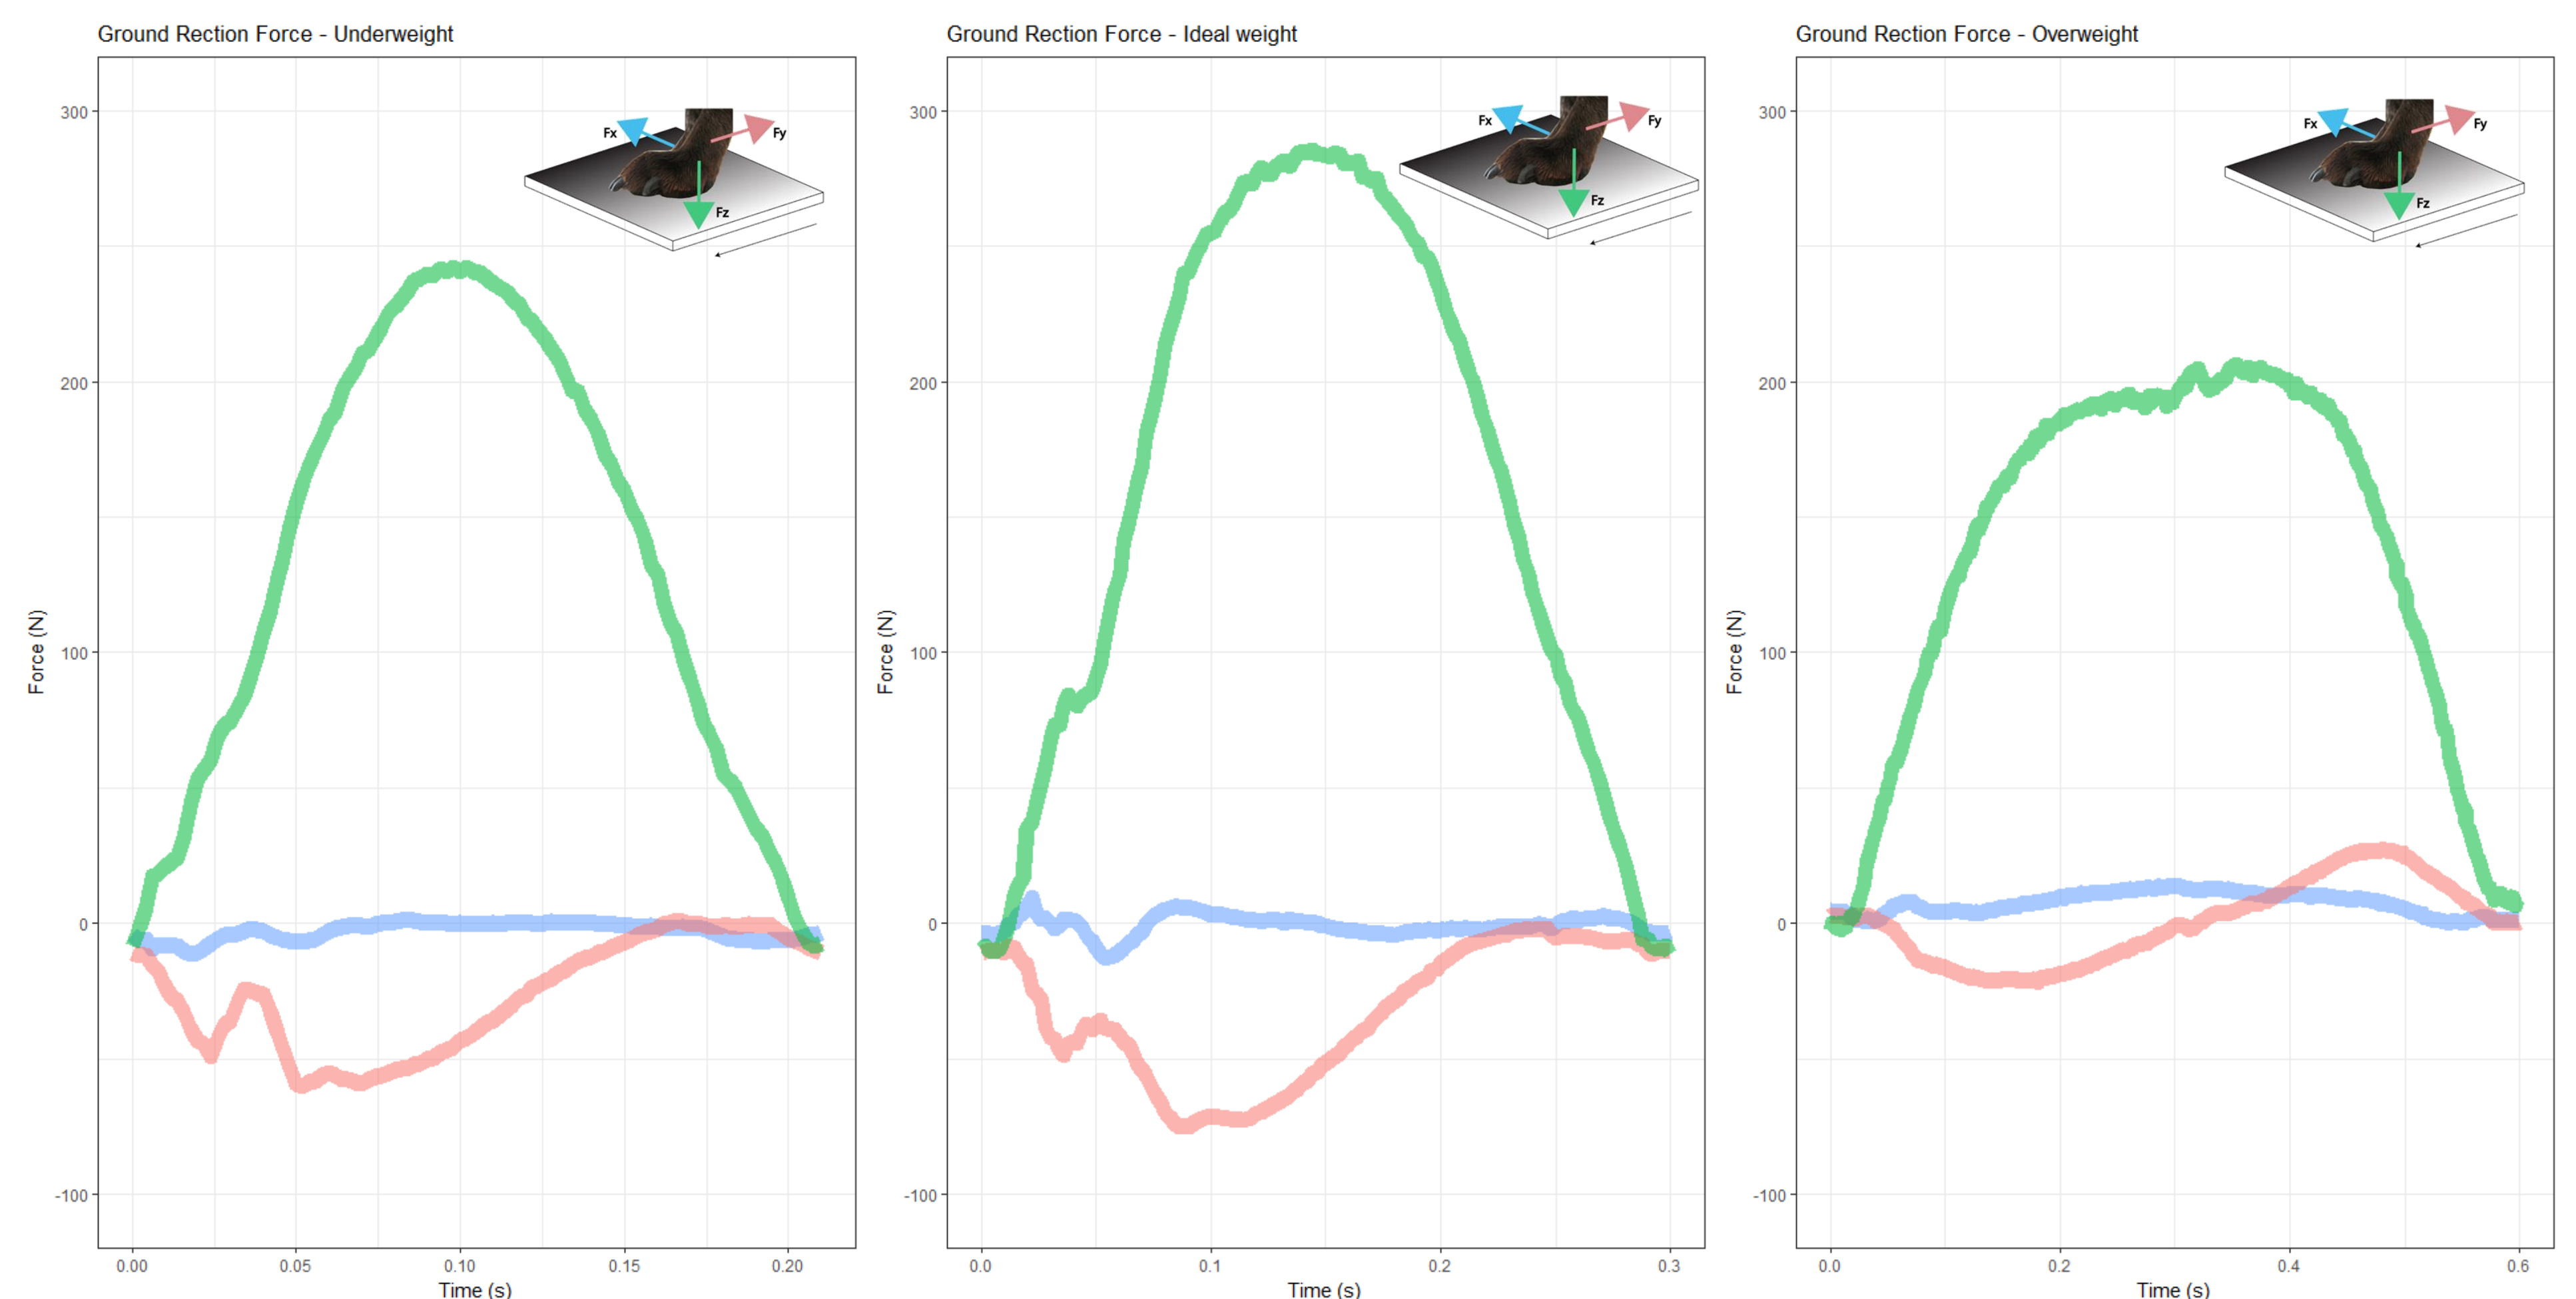 Ground Rection Force - Underweight
300
200
100
0
-100
Force (N)
0.00 0.05 0.10 0.15 0.20
Time (s)
Fx
Fy
Fz
Ground Rection Force - Ideal weight
300
200
100
0
-100
Force (N)
0.0 0.1 0.2 0.3
Time (s)
Fx
Fy
Fz
Ground Rection Force - Overweight
300
200
100
0
-100
Force (N)
0.0 0.2 0.4 0.6
Time (s)
Fx
Fy
Fz